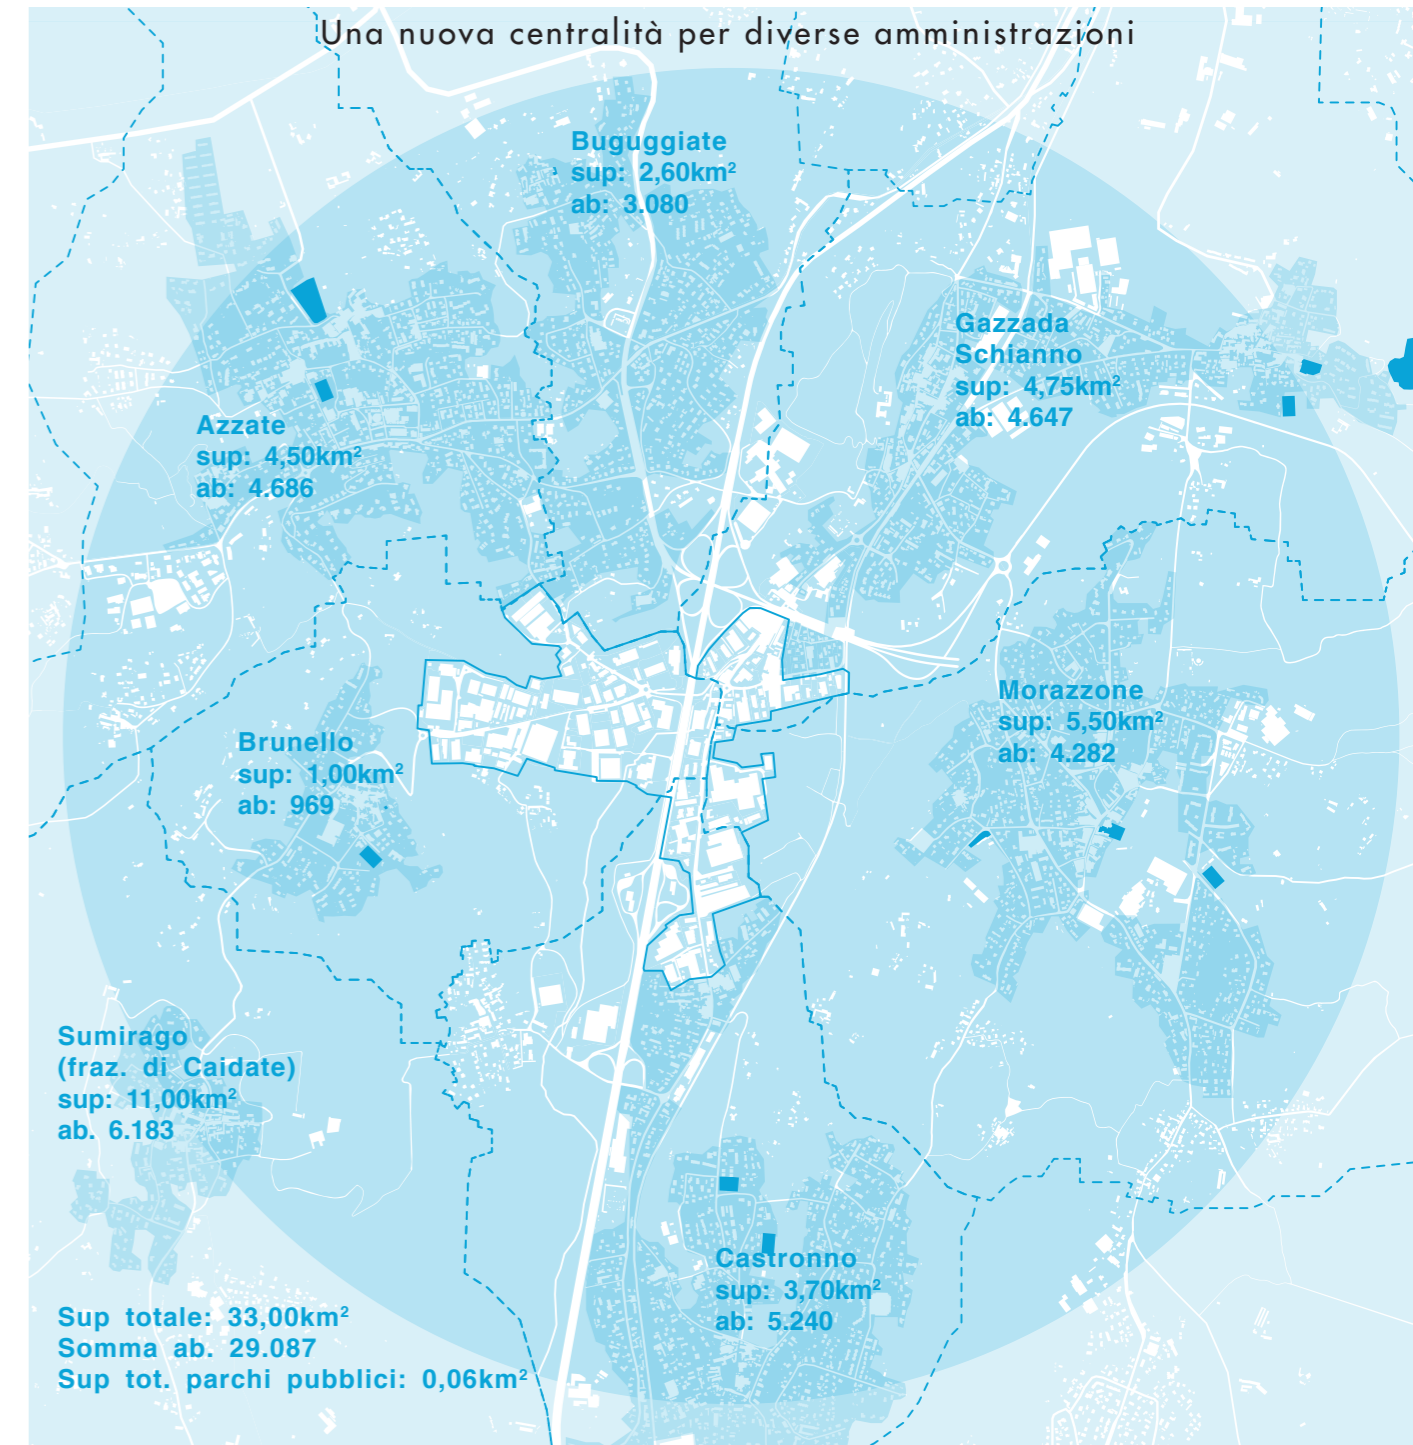 Una nuova centralità per diverse amministrazioni
Buguggiate
sup: 2,60km²
ab: 3.080
Gazzada
Schianno
sup: 4,75km²
ab: 4.647
Azzate
sup: 4,50km²
ab: 4.686
Morazzone
sup: 5,50km²
ab: 4.282
Brunello
sup: 1,00km²
ab: 969
Sumirago
(fraz. di Caidate)
sup: 11,00km²
ab. 6.183
Castronno
sup: 3,70km²
ab: 5.240
Sup totale: 33,00km²
Somma ab. 29.087
Sup tot. parchi pubblici: 0,06km²